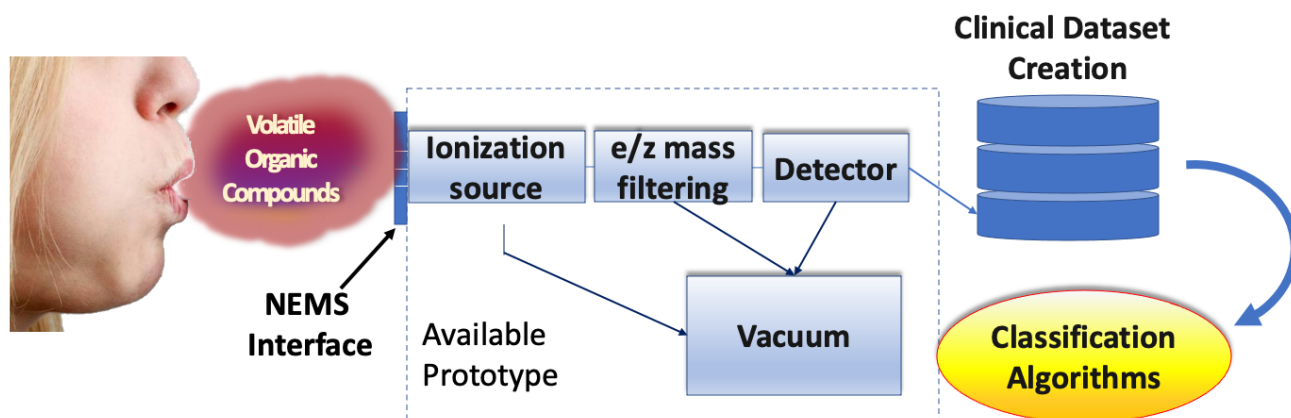 Clinical Dataset
Creation
Volatile
Organic
Compounds
Ionization
source
e/z mass
filtering
Detector
NEMS
Interface
Available
Prototype
Vacuum
Classification
Algorithms